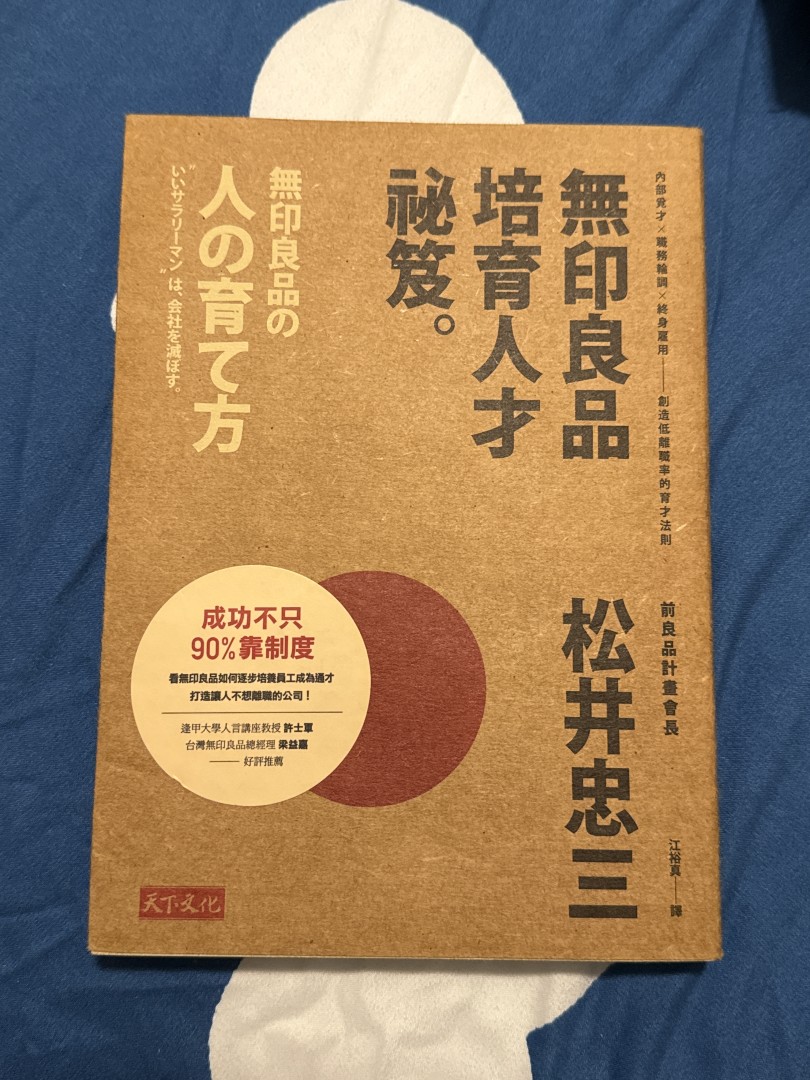 內部覓才×職務輪調×終身雇用——創造低離職率的育才法則
無印良品
培育人才
祕笈。
無印良品の
人の育て方
"いいサラリーマン"は、会社を滅ぼす。
前良品計畫會長
松井忠三
江裕真——譯
成功不只
90%靠制度
看無印良品如何逐步培養員工成為通才
打造讓人不想離職的公司！
逢甲大學人言講座教授 許士軍
台灣無印良品總經理 梁益嘉
——好評推薦
天下文化